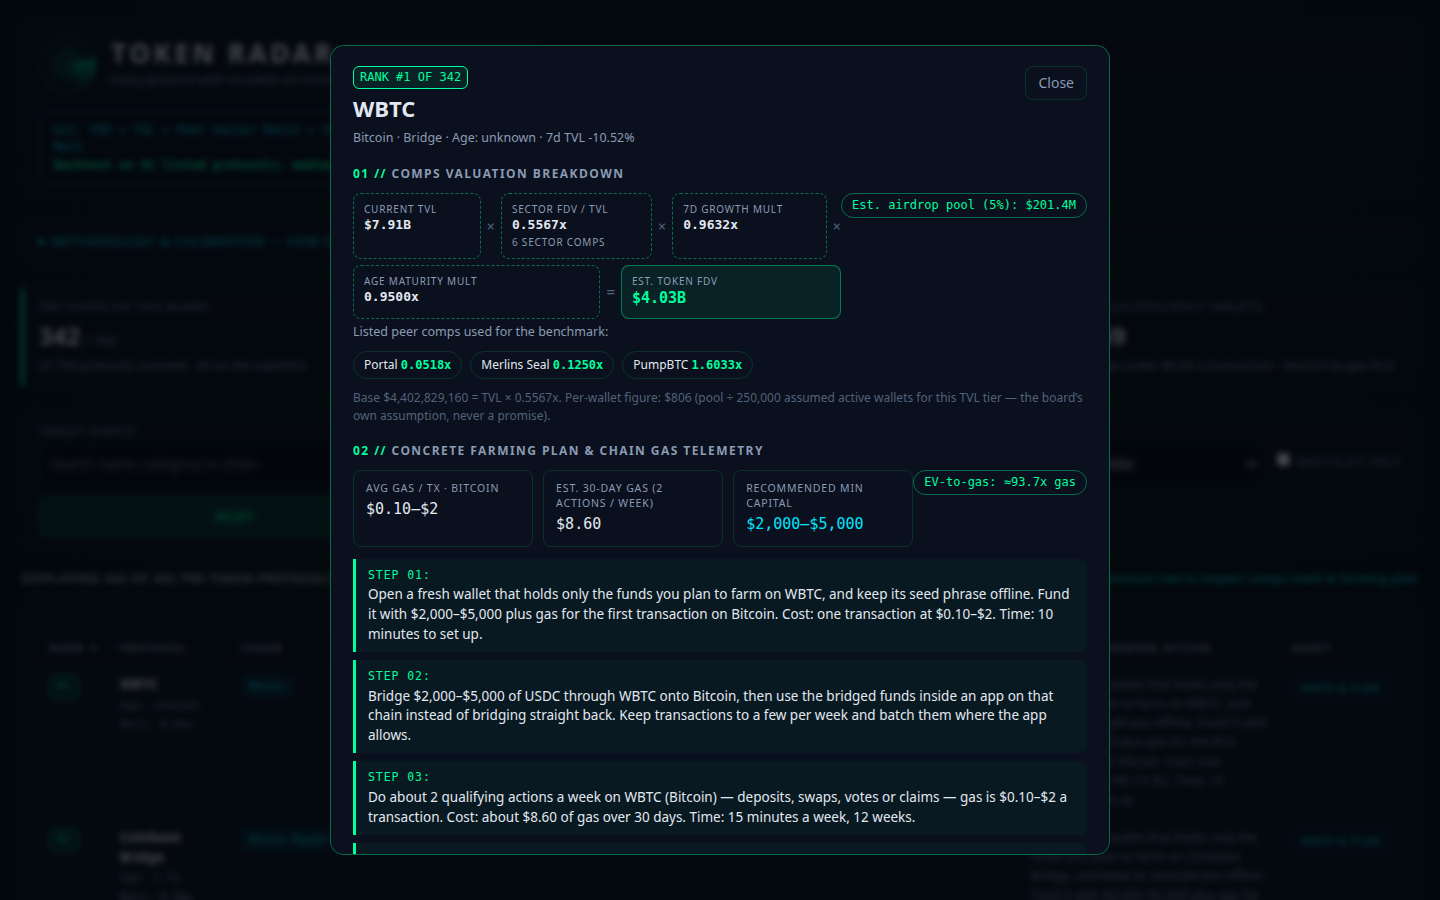 TOKEN RADAR
RANK #1 OF 342
Close
WBTC
Bitcoin · Bridge · Age: unknown · 7d TVL -10.52%
01 // COMPS VALUATION BREAKDOWN
CURRENT TVL
$7.91B
×
SECTOR FDV / TVL
0.5567x
6 SECTOR COMPS
×
7D GROWTH MULT
0.9632x
×
Est. airdrop pool (5%): $201.4M
AGE MATURITY MULT
0.9500x
=
EST. TOKEN FDV
$4.03B
Listed peer comps used for the benchmark:
Portal 0.0518x
Merlins Seal 0.1250x
PumpBTC 1.6033x
Base $4,402,829,160 = TVL × 0.5567x. Per-wallet figure: $806 (pool ÷ 250,000 assumed active wallets for this TVL tier — the board's
own assumption, never a promise).
02 // CONCRETE FARMING PLAN & CHAIN GAS TELEMETRY
AVG GAS / TX · BITCOIN
$0.10–$2
EST. 30-DAY GAS (2
ACTIONS / WEEK)
$8.60
RECOMMENDED MIN
CAPITAL
$2,000–$5,000
EV-to-gas: ≈93.7x gas
STEP 01:
Open a fresh wallet that holds only the funds you plan to farm on WBTC, and keep its seed phrase offline. Fund
it with $2,000–$5,000 plus gas for the first transaction on Bitcoin. Cost: one transaction at $0.10–$2. Time: 10
minutes to set up.
STEP 02:
Bridge $2,000–$5,000 of USDC through WBTC onto Bitcoin, then use the bridged funds inside an app on that
chain instead of bridging straight back. Keep transactions to a few per week and batch them where the app
allows.
STEP 03:
Do about 2 qualifying actions a week on WBTC (Bitcoin) — deposits, swaps, votes or claims — gas is $0.10–$2 a
transaction. Cost: about $8.60 of gas over 30 days. Time: 15 minutes a week, 12 weeks.
342
WBTC
Coinbase
Bridge